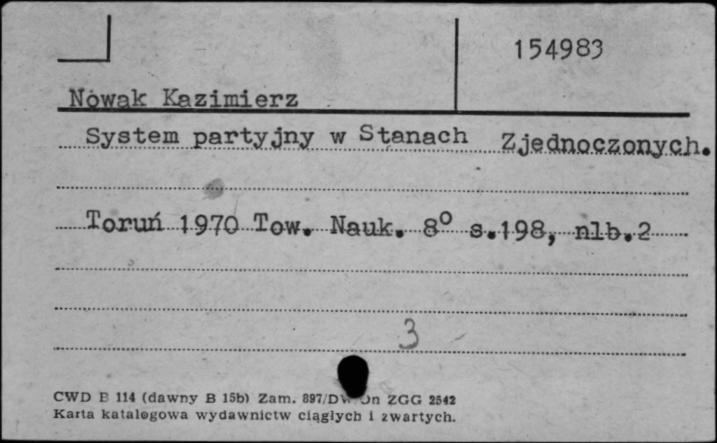 154983
Nowak Kazimierz
System partyjny w Stanach Zjednoczonych.
Toruń 1970 Tow. Nauk. 8° s.198, nlb.2
3
CWD B 114 (dawny B 15b) Zam. 897/DW ZGG 2542
Karta katalogowa wydawnictw ciągłych i zwartych.